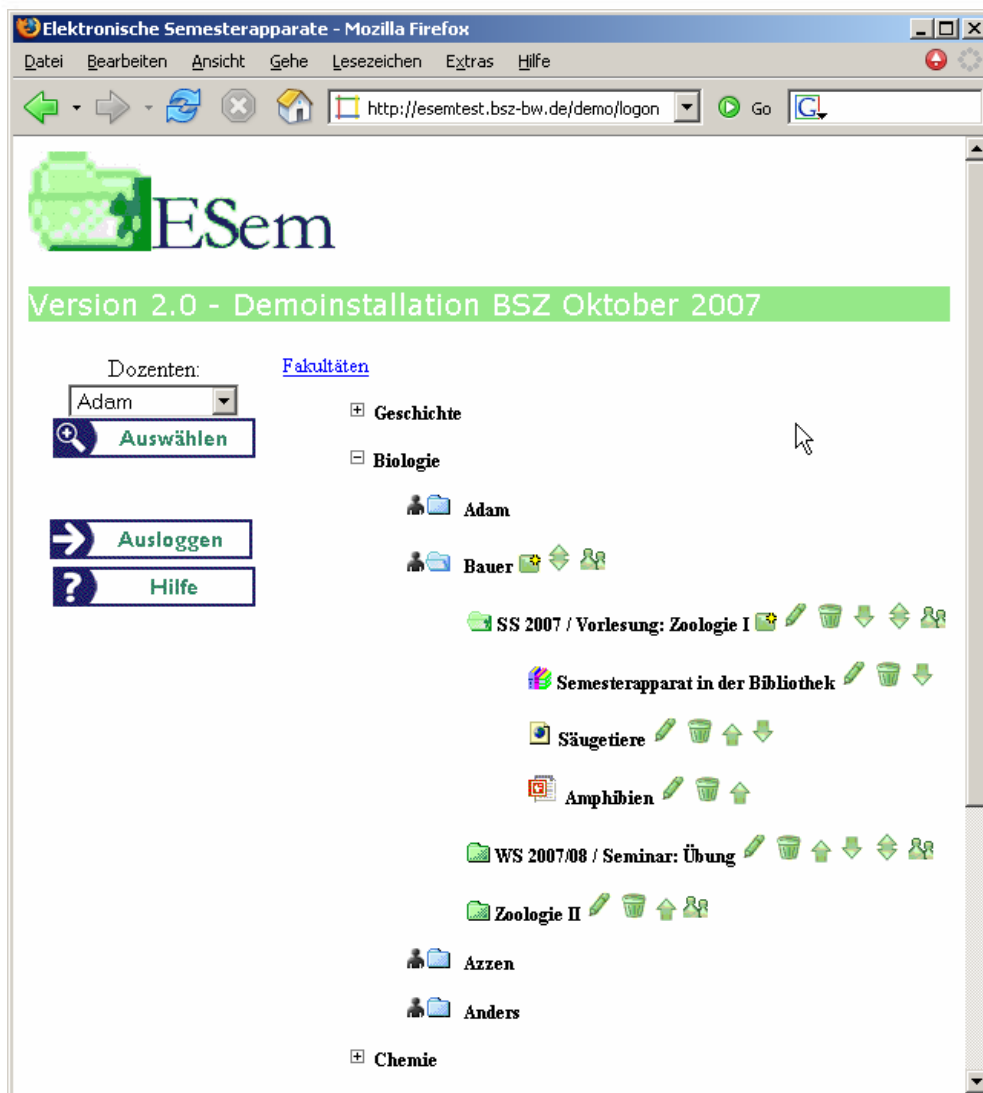 Elektronische Semesterapparate - Mozilla Firefox
Datei Bearbeiten Ansicht Gehe Lesezeichen Extras Hilfe
http://esemtest.bsz-bw.de/demo/logon Go G
ESem
Version 2.0 - Demoinstallation BSZ Oktober 2007
Dozenten:
Adam
Auswählen
Ausloggen
? Hilfe
Fakultäten
Geschichte
Biologie
Adam
Bauer
SS 2007 / Vorlesung: Zoologie I
Semesterapparat in der Bibliothek
Säugetiere
Amphibien
WS 2007/08 / Seminar: Übung
Zoologie II
Azzen
Anders
Chemie